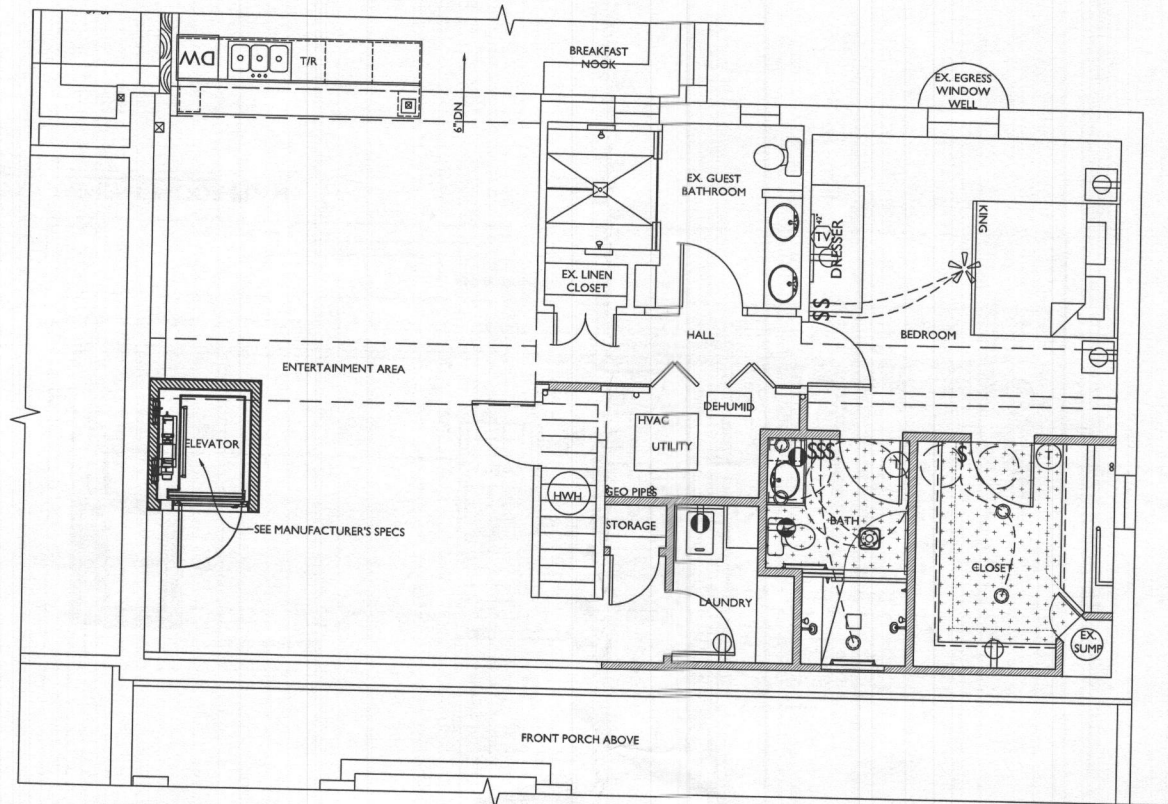 DW
T/R
6" DN
BREAKFAST
NOOK
EX. EGRESS
WINDOW
WELL
EX. GUEST
BATHROOM
42"
TV
DRESSER
KING
EX. LINEN
CLOSET
$ $
HALL
BEDROOM
ENTERTAINMENT AREA
DEHUMID
HVAC
UTILITY
ELEVATOR
$$$
T
$
T
HWH
GEO PIPES
STORAGE
BATH
SEE MANUFACTURER'S SPECS
CLOSET
LAUNDRY
EX.
SUMP
FRONT PORCH ABOVE